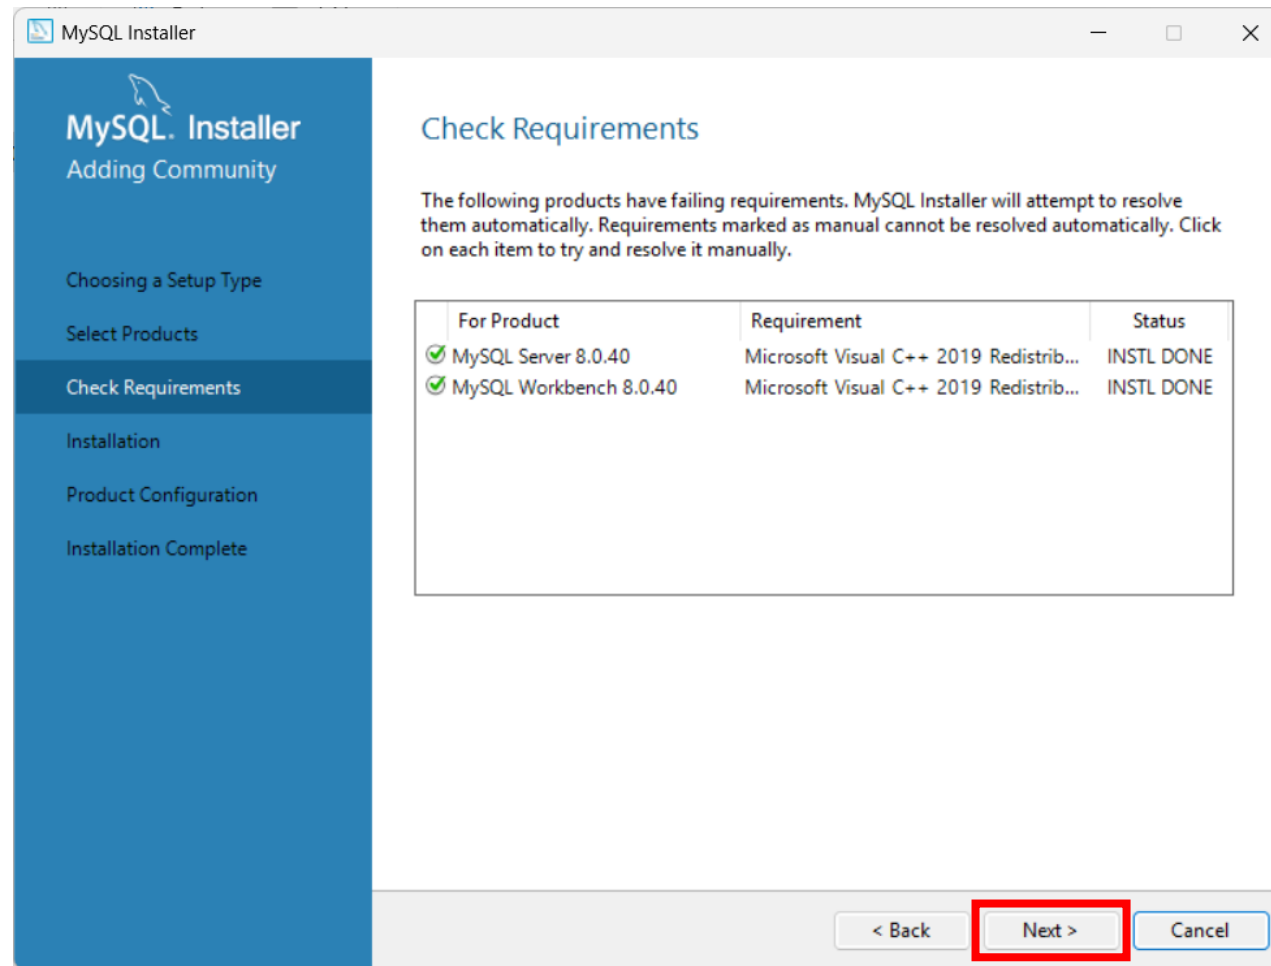 MySQL Installer
MySQL. Installer
Adding Community
Choosing a Setup Type
Select Products
Check Requirements
Installation
Product Configuration
Installation Complete
Check Requirements
The following products have failing requirements. MySQL Installer will attempt to resolve
them automatically. Requirements marked as manual cannot be resolved automatically. Click
on each item to try and resolve it manually.
For Product Requirement Status
MySQL Server 8.0.40 Microsoft Visual C++ 2019 Redistrib... INSTL DONE
MySQL Workbench 8.0.40 Microsoft Visual C++ 2019 Redistrib... INSTL DONE
< Back Next > Cancel